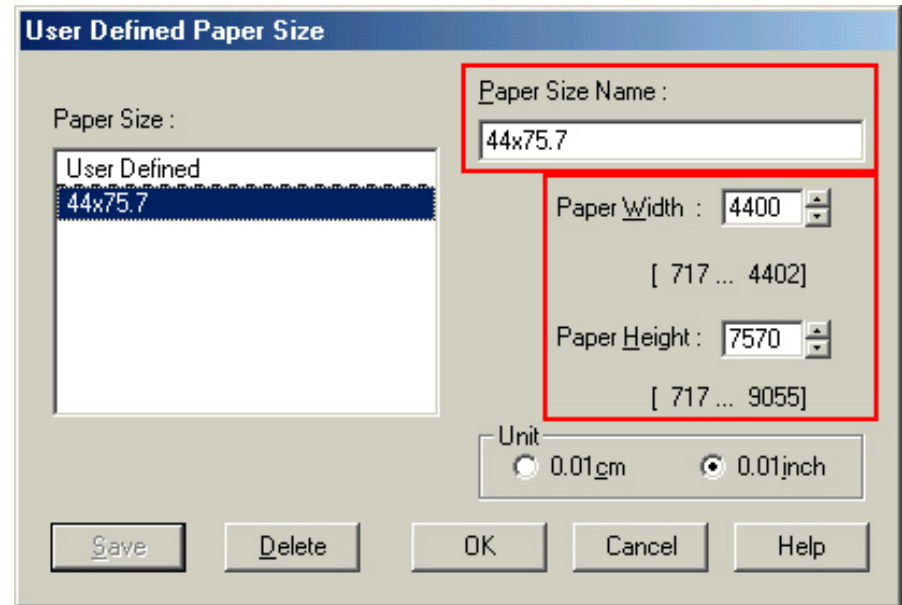 User Defined Paper Size
Paper Size :
User Defined
44x75.7
Paper Size Name :
44x75.7
Paper Width : 4400
[ 717 ... 4402]
Paper Height : 7570
[ 717 ... 9055]
Unit
0.01cm 0.01inch
Save Delete OK Cancel Help